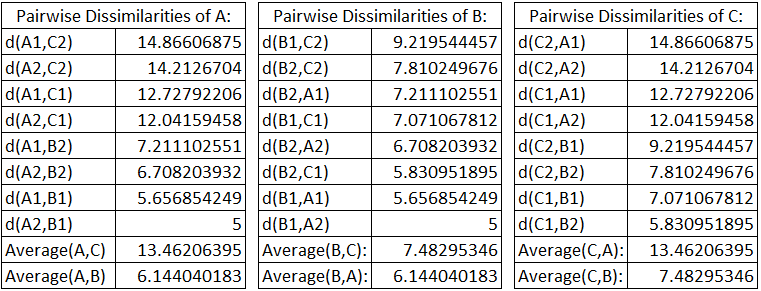 Pairwise Dissimilarities of A:
d(A1,C2) 14.86606875
d(A2,C2) 14.2126704
d(A1,C1) 12.72792206
d(A2,C1) 12.04159458
d(A1,B2) 7.211102551
d(A2,B2) 6.708203932
d(A1,B1) 5.656854249
d(A2,B1) 5
Average(A,C) 13.46206395
Average(A,B) 6.144040183
Pairwise Dissimilarities of B:
d(B1,C2) 9.219544457
d(B2,C2) 7.810249676
d(B2,A1) 7.211102551
d(B1,C1) 7.071067812
d(B2,A2) 6.708203932
d(B2,C1) 5.830951895
d(B1,A1) 5.656854249
d(B1,A2) 5
Average(B,C): 7.48295346
Average(B,A): 6.144040183
Pairwise Dissimilarities of C:
d(C2,A1) 14.86606875
d(C2,A2) 14.2126704
d(C1,A1) 12.72792206
d(C1,A2) 12.04159458
d(C2,B1) 9.219544457
d(C2,B2) 7.810249676
d(C1,B1) 7.071067812
d(C1,B2) 5.830951895
Average(C,A): 13.46206395
Average(C,B): 7.48295346